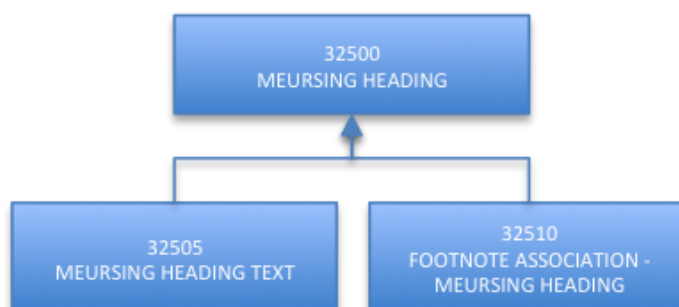 32500
MEURSING HEADING
32505
MEURSING HEADING TEXT
32510
FOOTNOTE ASSOCIATION -
MEURSING HEADING